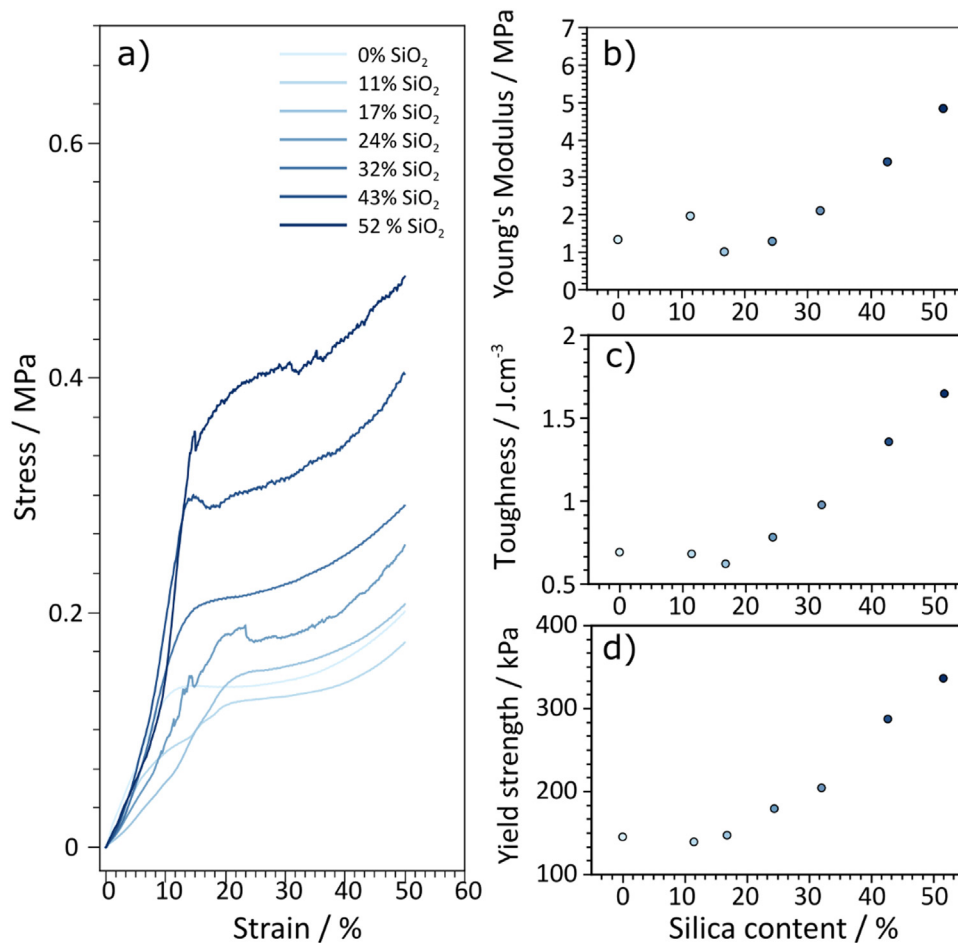 a)
0% SiO₂
11% SiO₂
17% SiO₂
24% SiO₂
32% SiO₂
43% SiO₂
52 % SiO₂
0.6
0.4
0.2
0
Stress / MPa
0 10 20 30 40 50 60
Strain / %
b)
7
6
5
4
3
2
1
0
Young's Modulus / MPa
0 10 20 30 40 50
c)
2
1.5
1
0.5
Toughness / J.cm⁻³
0 10 20 30 40 50
d)
400
300
200
100
Yield strength / kPa
0 10 20 30 40 50
Silica content / %